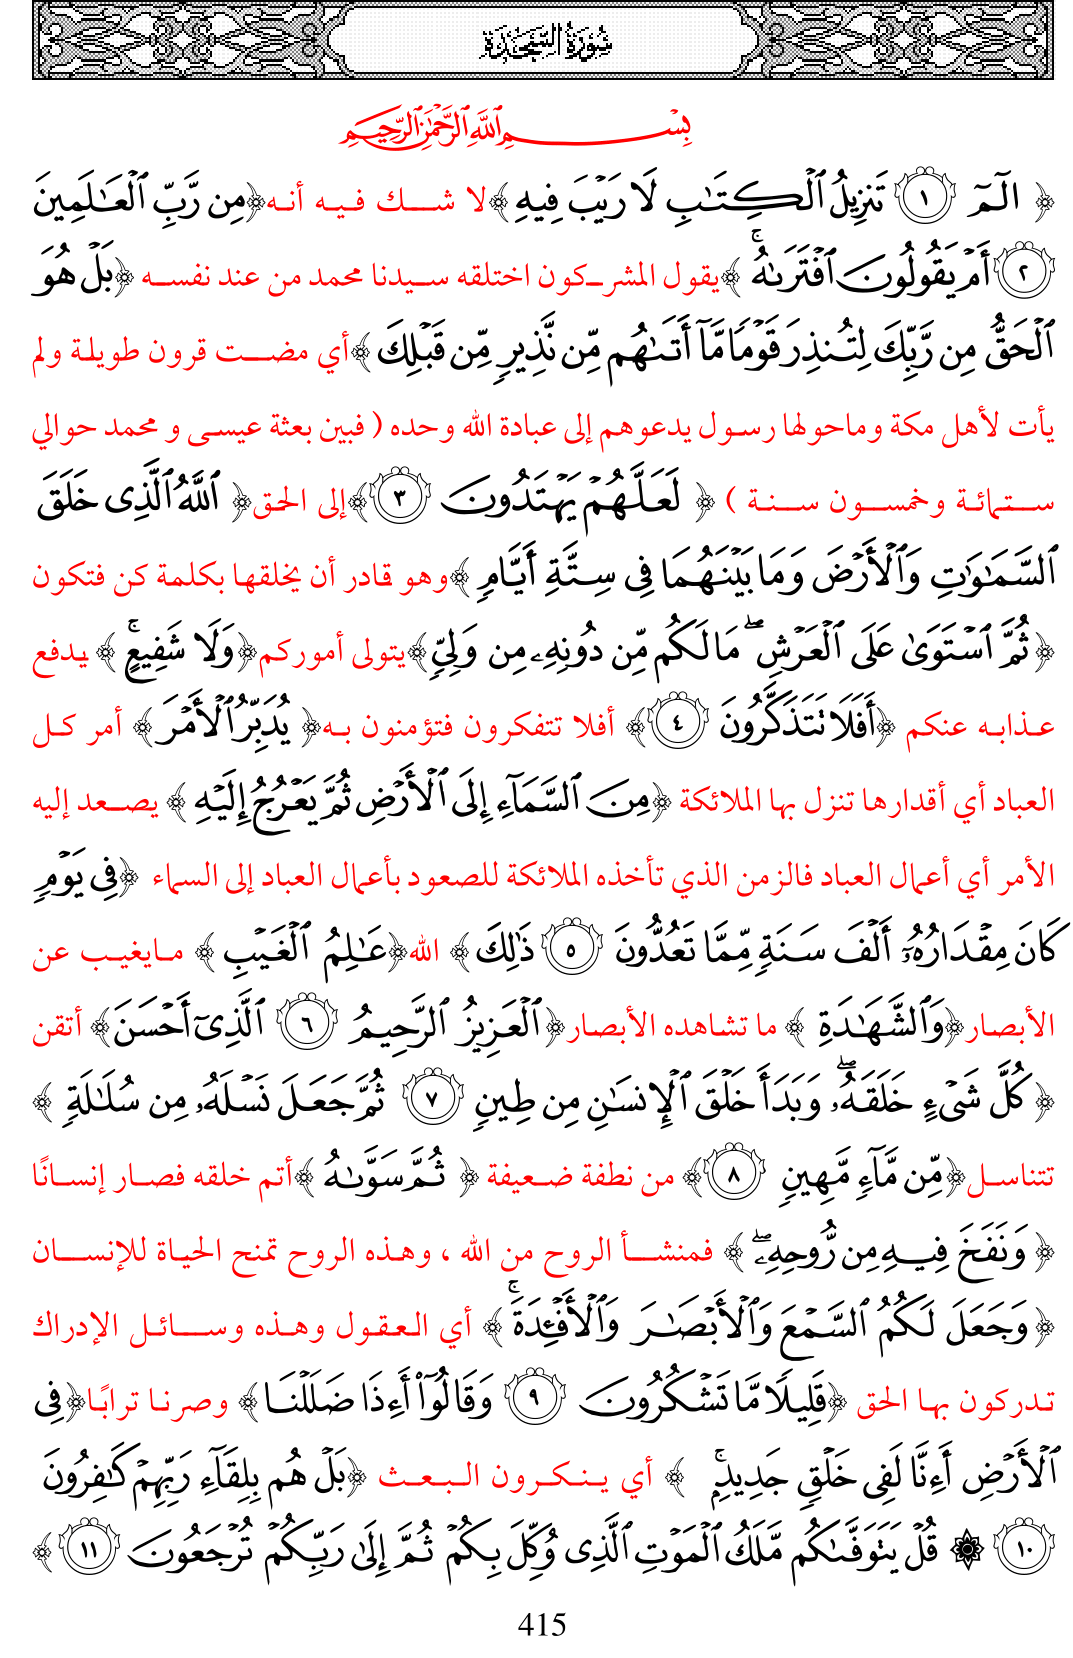 سُورَةُ السَّجْدَةِ
بِسْمِ ٱللَّهِ ٱلرَّحْمَٰنِ ٱلرَّحِيمِ
﴿ الٓمٓ ١ تَنزِيلُ ٱلْكِتَٰبِ لَا رَيْبَ فِيهِ ﴾لا شك فيه أنه﴿مِن رَّبِّ ٱلْعَٰلَمِينَ
٢ أَمْ يَقُولُونَ ٱفْتَرَىٰهُ ۚ ﴾يقول المشركون اختلقه سيدنا محمد من عند نفسه ﴿بَلْ هُوَ
ٱلْحَقُّ مِن رَّبِّكَ لِتُنذِرَ قَوْمًا مَّآ أَتَىٰهُم مِّن نَّذِيرٍ مِّن قَبْلِكَ ﴾أي مضت قرون طويلة ولم
يأت لأهل مكة وماحولها رسول يدعوهم إلى عبادة الله وحده ( فبين بعثة عيسى و محمد حوالي
ستمائة وخمسون سنة ) ﴿ لَعَلَّهُمْ يَهْتَدُونَ ٣ ﴾إلى الحق﴿ ٱللَّهُ ٱلَّذِى خَلَقَ
ٱلسَّمَٰوَٰتِ وَٱلْأَرْضَ وَمَا بَيْنَهُمَا فِى سِتَّةِ أَيَّامٍ ﴾وهو قادر أن يخلقها بكلمة كن فتكون
﴿ ثُمَّ ٱسْتَوَىٰ عَلَى ٱلْعَرْشِ ۖ مَا لَكُم مِّن دُونِهِۦ مِن وَلِىٍّ ﴾يتولى أموركم﴿وَلَا شَفِيعٍ ۚ ﴾ يدفع
عذابه عنكم ﴿أَفَلَا تَتَذَكَّرُونَ ٤ ﴾ أفلا تتفكرون فتؤمنون به﴿ يُدَبِّرُ ٱلْأَمْرَ ﴾ أمر كل
العباد أي أقدارها تنزل بها الملائكة ﴿مِنَ ٱلسَّمَآءِ إِلَى ٱلْأَرْضِ ثُمَّ يَعْرُجُ إِلَيْهِ ﴾ يصعد إليه
الأمر أي أعمال العباد فالزمن الذي تأخذه الملائكة للصعود بأعمال العباد إلى السماء ﴿فِى يَوْمٍ
كَانَ مِقْدَارُهُۥٓ أَلْفَ سَنَةٍ مِّمَّا تَعُدُّونَ ٥ ذَٰلِكَ ﴾ الله﴿عَٰلِمُ ٱلْغَيْبِ ﴾ مايغيب عن
الأبصار﴿وَٱلشَّهَٰدَةِ ﴾ ما تشاهده الأبصار﴿ٱلْعَزِيزُ ٱلرَّحِيمُ ٦ ٱلَّذِىٓ أَحْسَنَ﴾ أتقن
﴿ كُلَّ شَىْءٍ خَلَقَهُۥ ۖ وَبَدَأَ خَلْقَ ٱلْإِنسَٰنِ مِن طِينٍ ٧ ثُمَّ جَعَلَ نَسْلَهُۥ مِن سُلَٰلَةٍ ﴾
تتناسل﴿مِّن مَّآءٍ مَّهِينٍ ٨ ﴾ من نطفة ضعيفة ﴿ ثُمَّ سَوَّىٰهُ ﴾أتم خلقه فصار إنسانًا
﴿ وَنَفَخَ فِيهِ مِن رُّوحِهِۦ ۖ ﴾ فمنشأ الروح من الله ، وهذه الروح تمنح الحياة للإنسان
﴿وَجَعَلَ لَكُمُ ٱلسَّمْعَ وَٱلْأَبْصَٰرَ وَٱلْأَفْـِٔدَةَ ۚ ﴾ أي العقول وهذه وسائل الإدراك
تدركون بها الحق ﴿قَلِيلًا مَّا تَشْكُرُونَ ٩ وَقَالُوٓا۟ أَءِذَا ضَلَلْنَا﴾ وصرنا ترابًا﴿فِى
ٱلْأَرْضِ أَءِنَّا لَفِى خَلْقٍ جَدِيدٍۭ ۚ ﴾ أي ينكرون البعث ﴿بَلْ هُم بِلِقَآءِ رَبِّهِمْ كَٰفِرُونَ
١٠ ۞ قُلْ يَتَوَفَّىٰكُم مَّلَكُ ٱلْمَوْتِ ٱلَّذِى وُكِّلَ بِكُمْ ثُمَّ إِلَىٰ رَبِّكُمْ تُرْجَعُونَ ١١ ﴾
415